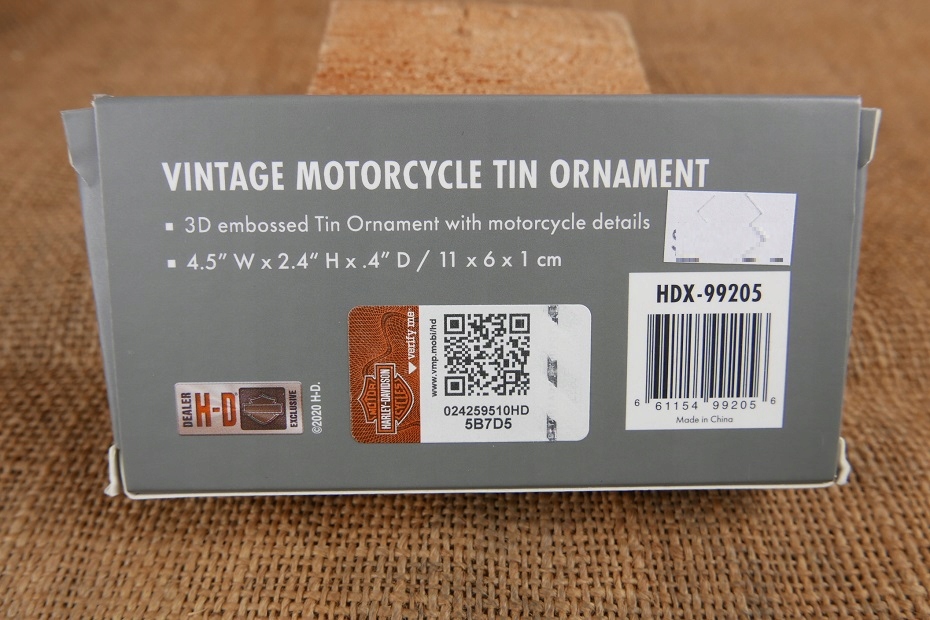 VINTAGE MOTORCYCLE TIN ORNAMENT
▪ 3D embossed Tin Ornament with motorcycle details
▪ 4.5” W x 2.4“ H x .4” D / 11 x 6 x 1 cm
HDX-99205
6 61154 99205 6
Made in China
verify me
MOTOR
HARLEY-DAVIDSON
CYCLES
www.vmp.mobi/hd
024259510HD
5B7D5
DEALER
H-D
EXCLUSIVE
©2020 H-D.